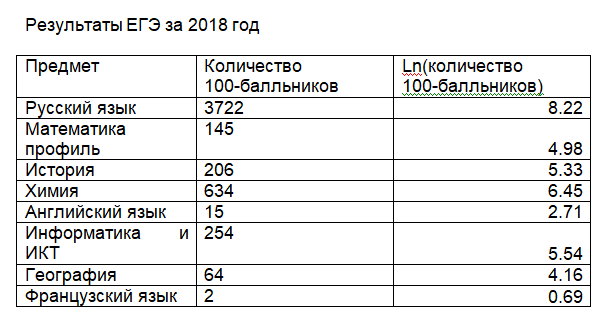 Результаты ЕГЭ за 2018 год
Предмет Количество 100-балльников Ln(количество 100-балльников)
Русский язык 3722 8.22
Математика профиль 145 4.98
История 206 5.33
Химия 634 6.45
Английский язык 15 2.71
Информатика и ИКТ 254 5.54
География 64 4.16
Французский язык 2 0.69